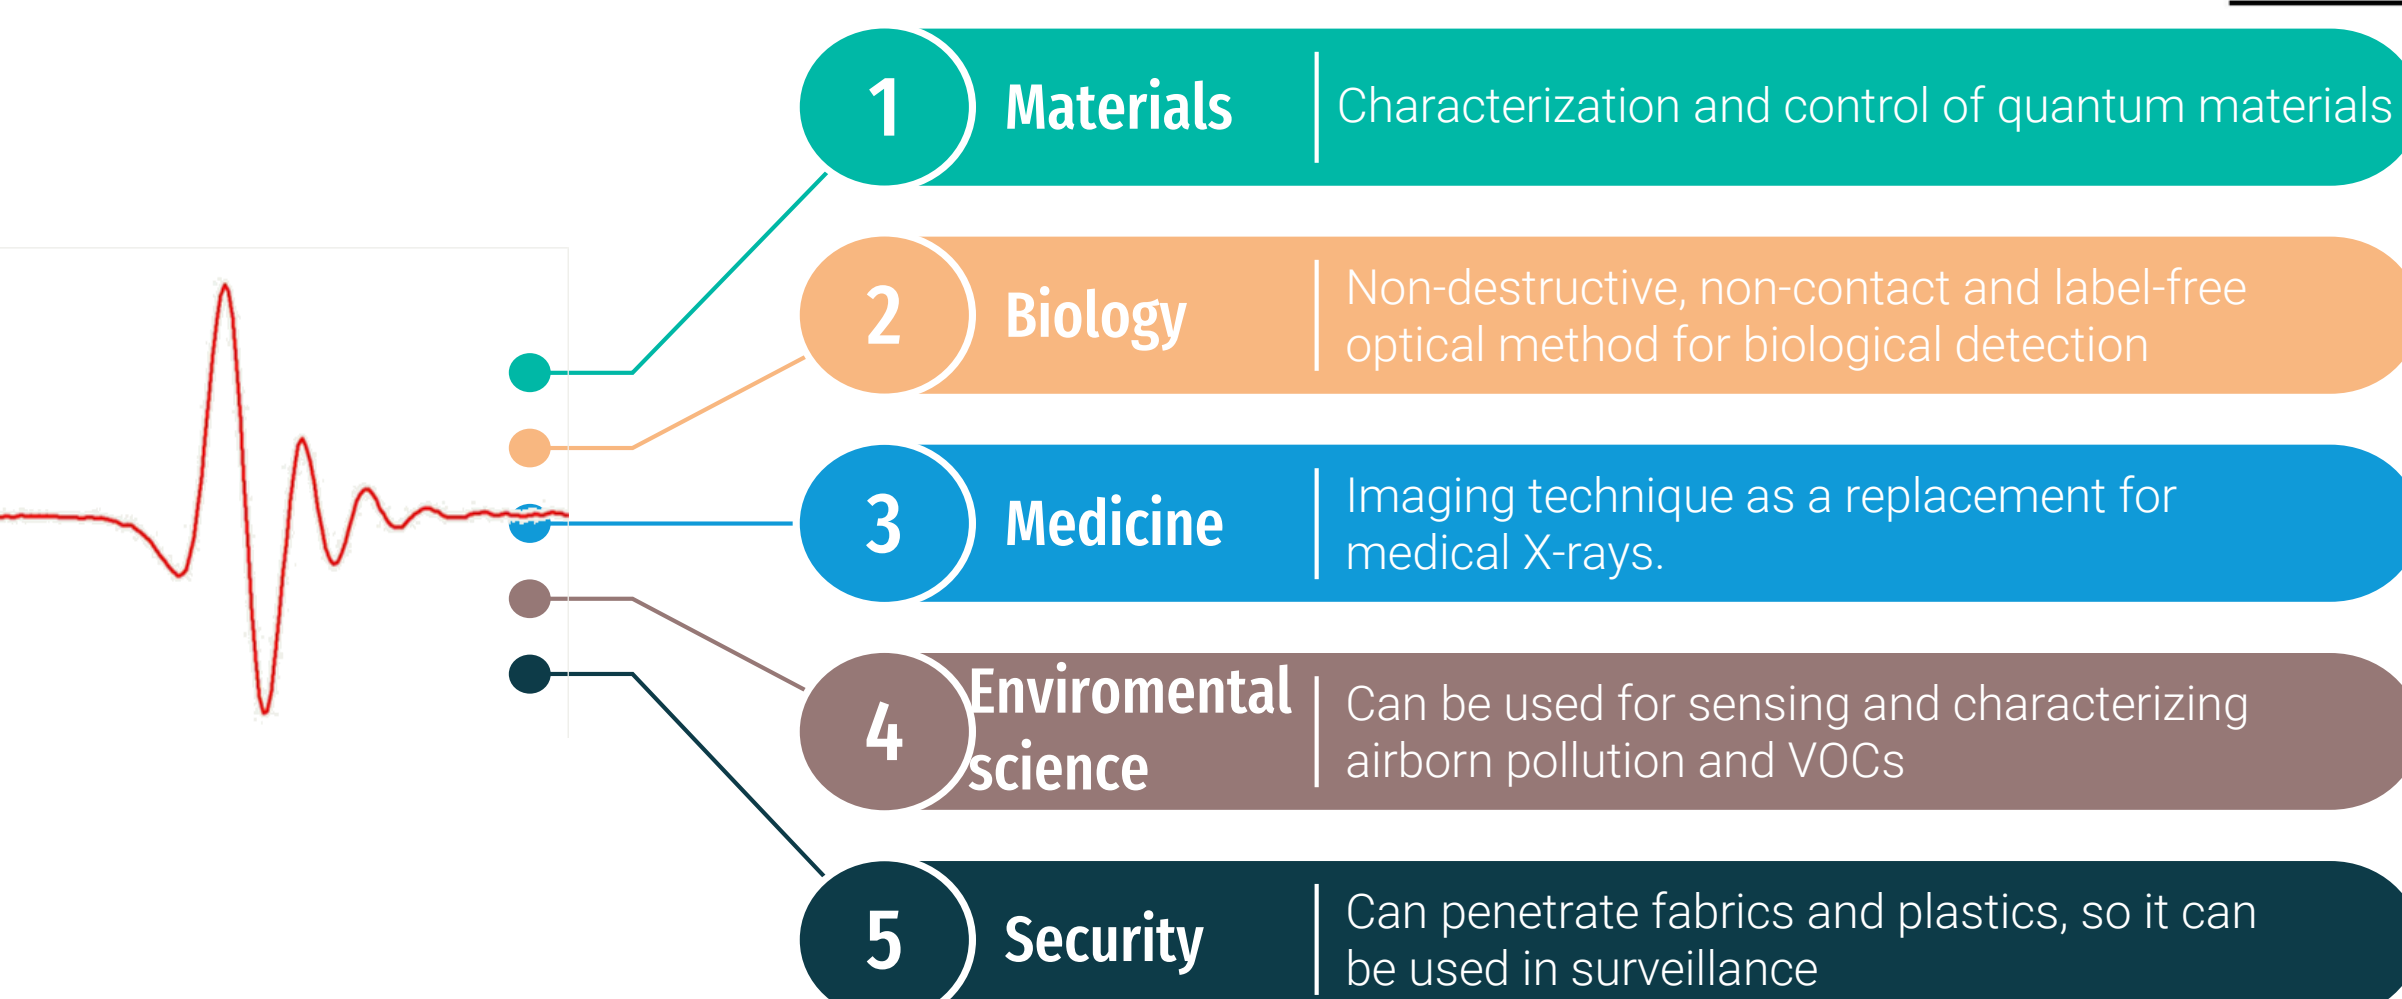 1
Materials
Characterization and control of quantum materials
2
Biology
Non-destructive, non-contact and label-free
optical method for biological detection
3
Medicine
Imaging technique as a replacement for
medical X-rays.
4
Enviromental
science
Can be used for sensing and characterizing
airborn pollution and VOCs
5
Security
Can penetrate fabrics and plastics, so it can
be used in surveillance